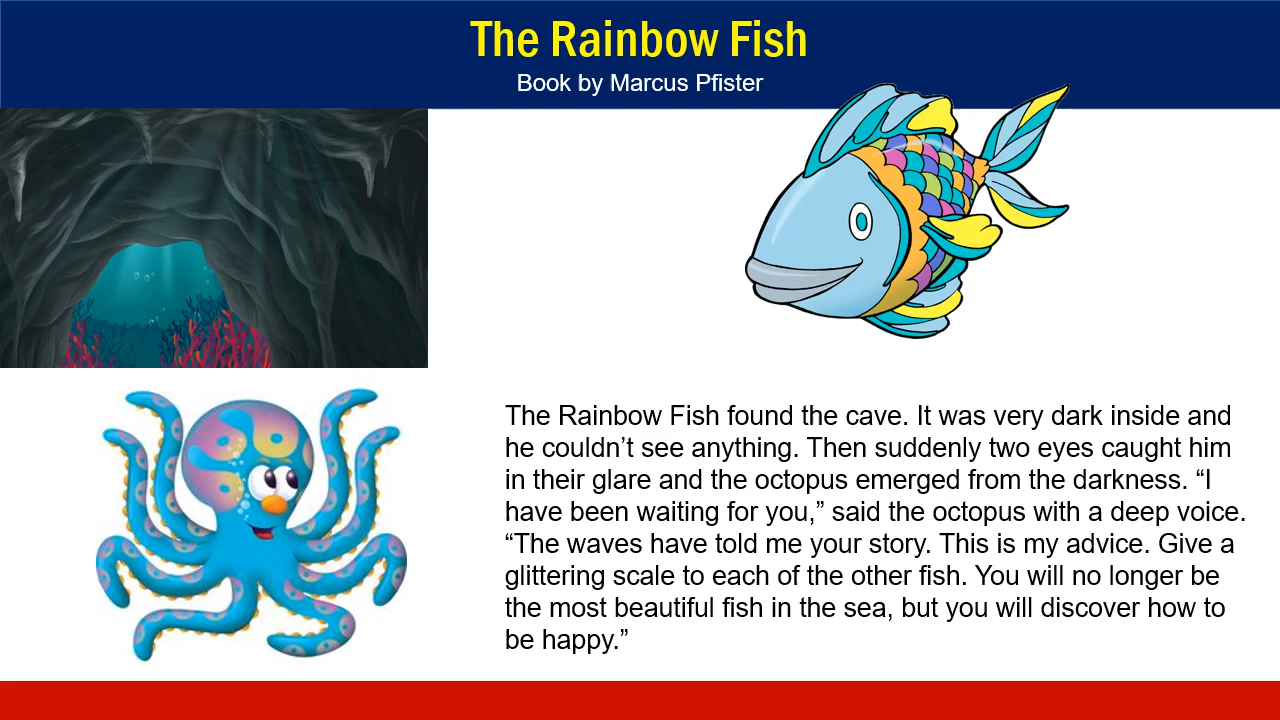 The Rainbow Fish
Book by Marcus Pfister
The Rainbow Fish found the cave. It was very dark inside and
he couldn’t see anything. Then suddenly two eyes caught him
in their glare and the octopus emerged from the darkness. “I
have been waiting for you,” said the octopus with a deep voice.
“The waves have told me your story. This is my advice. Give a
glittering scale to each of the other fish. You will no longer be
the most beautiful fish in the sea, but you will discover how to
be happy.”